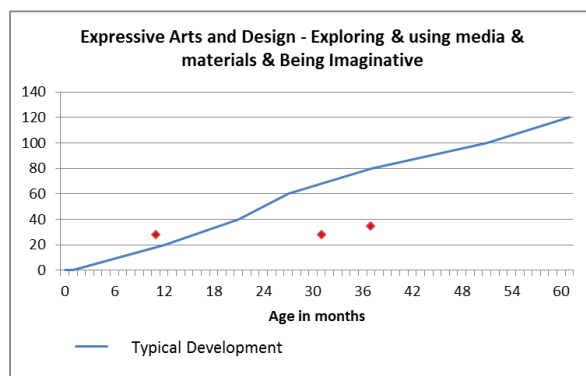 Expressive Arts and Design - Exploring & using media &
materials & Being Imaginative
140
120
100
80
60
40
20
0
0 6 12 18 24 30 36 42 48 54 60
Age in months
Typical Development